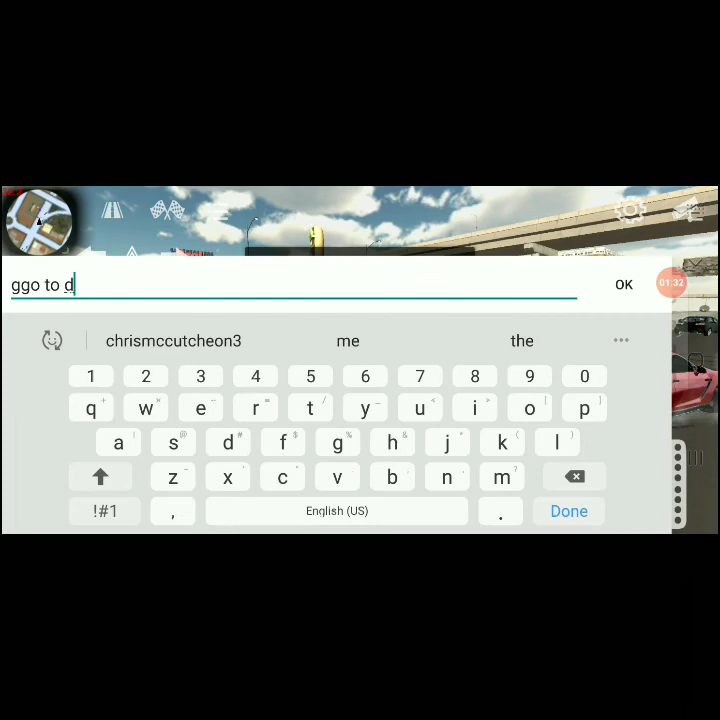 ggo to d
OK
01:32
chrismccutcheon3 me the
1 2 3 4 5 6 7 8 9 0
q w e r t y u i o p
a s d f g h j k l
z x c v b n m
!#1 , English (US) . Done